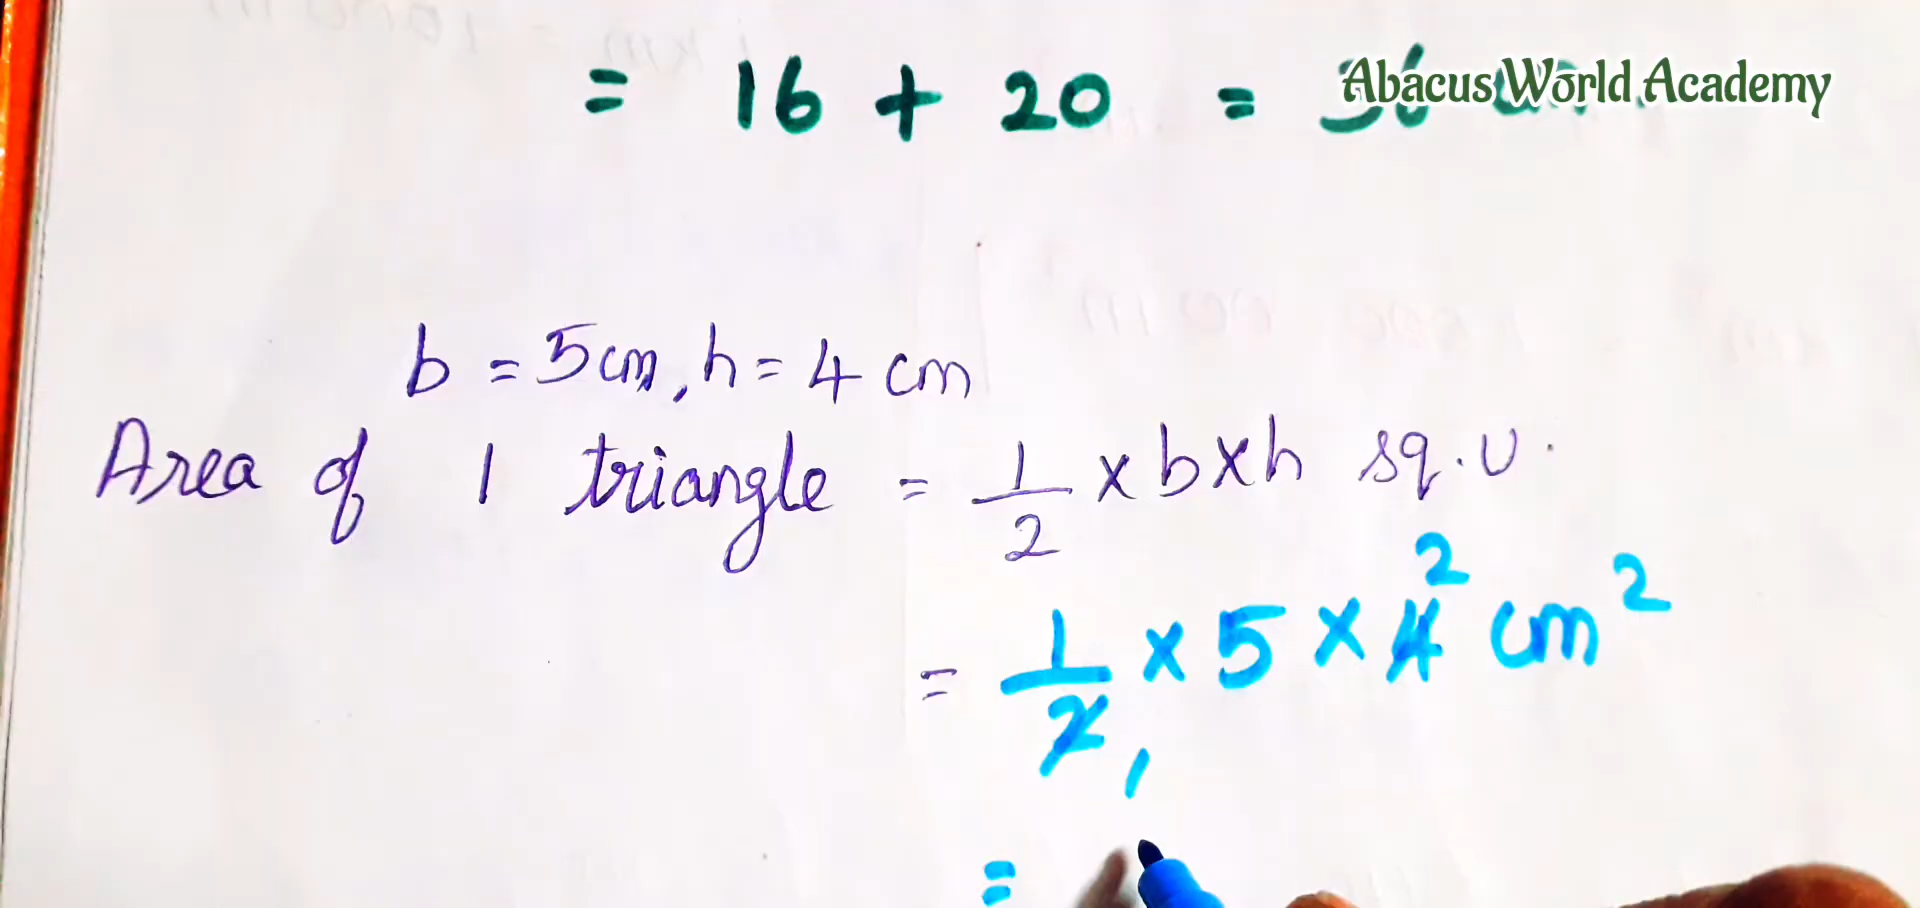 = 16 + 20 = 36
Abacus World Academy
b = 5cm, h = 4 cm
Area of 1 triangle = 1/2 × b × h sq. u.
= 1/2 × 5 × 4 cm²
2
1
=